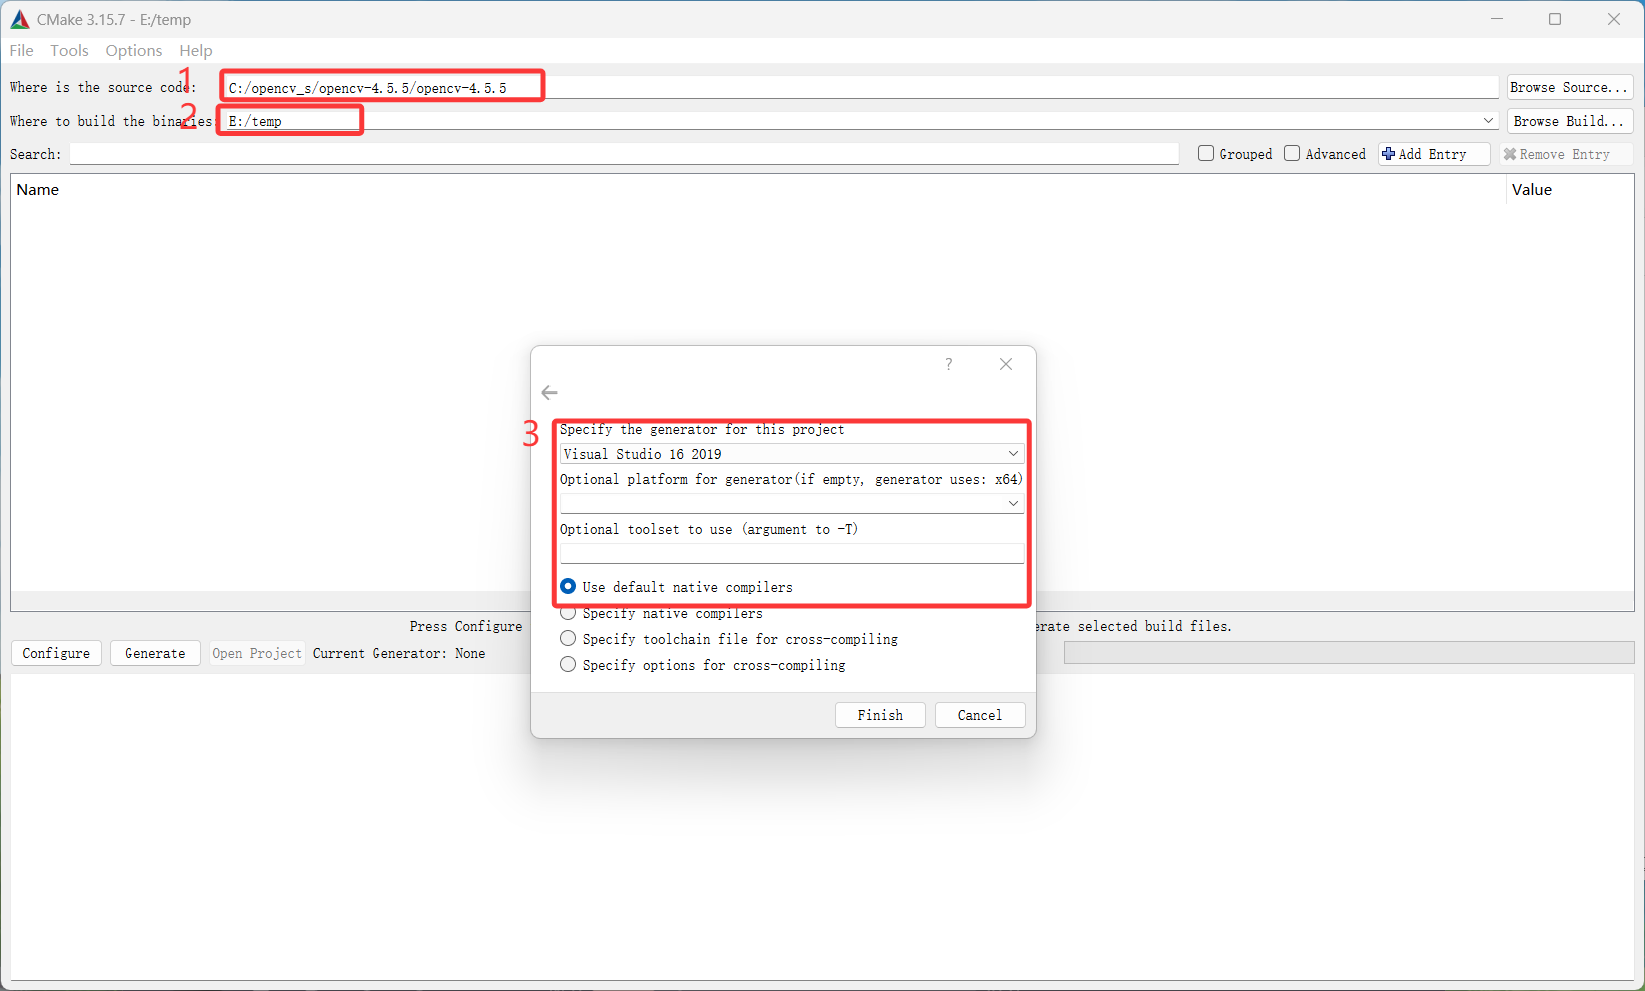 CMake 3.15.7 - E:/temp
File Tools Options Help
1
Where is the source code: C:/opencv_s/opencv-4.5.5/opencv-4.5.5 Browse Source...
2
Where to build the binaries: E:/temp Browse Build...
Search: Grouped Advanced Add Entry Remove Entry
Name Value
?
3
Specify the generator for this project
Visual Studio 16 2019
Optional platform for generator(if empty, generator uses: x64)
Optional toolset to use (argument to -T)
Use default native compilers
Specify native compilers
Specify toolchain file for cross-compiling
Specify options for cross-compiling
Finish Cancel
Press Configure erate selected build files.
Configure Generate Open Project Current Generator: None